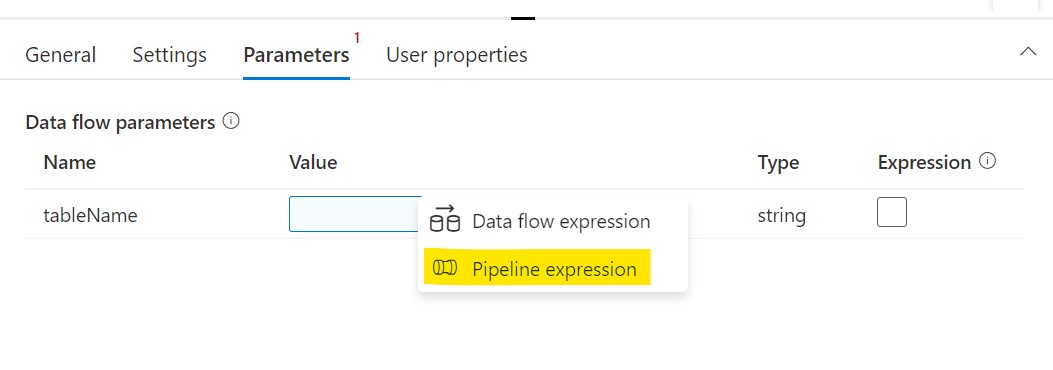 General Settings Parameters 1 User properties
Data flow parameters
Name Value Type Expression
tableName string
Data flow expression
Pipeline expression